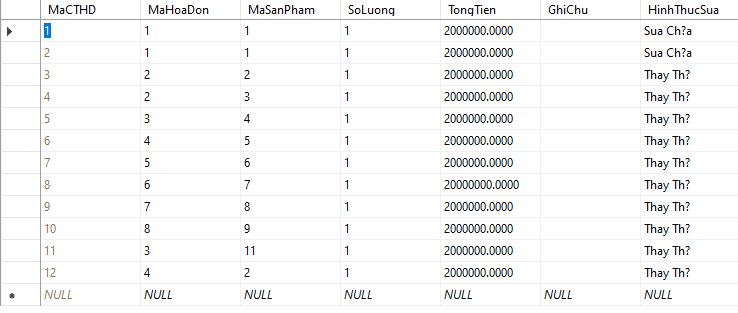 MaCTHD MaHoaDon MaSanPham SoLuong TongTien GhiChu HinhThucSua
1 1 1 1 2000000.0000 Sua Ch?a
2 1 1 1 2000000.0000 Sua Ch?a
3 2 2 1 2000000.0000 Thay Th?
4 2 3 1 2000000.0000 Thay Th?
5 3 4 1 2000000.0000 Thay Th?
6 4 5 1 2000000.0000 Thay Th?
7 5 6 1 2000000.0000 Thay Th?
8 6 7 1 20000000.0000 Thay Th?
9 7 8 1 2000000.0000 Thay Th?
10 8 9 1 2000000.0000 Thay Th?
11 3 11 1 2000000.0000 Thay Th?
12 4 2 1 2000000.0000 Thay Th?
NULL NULL NULL NULL NULL NULL NULL